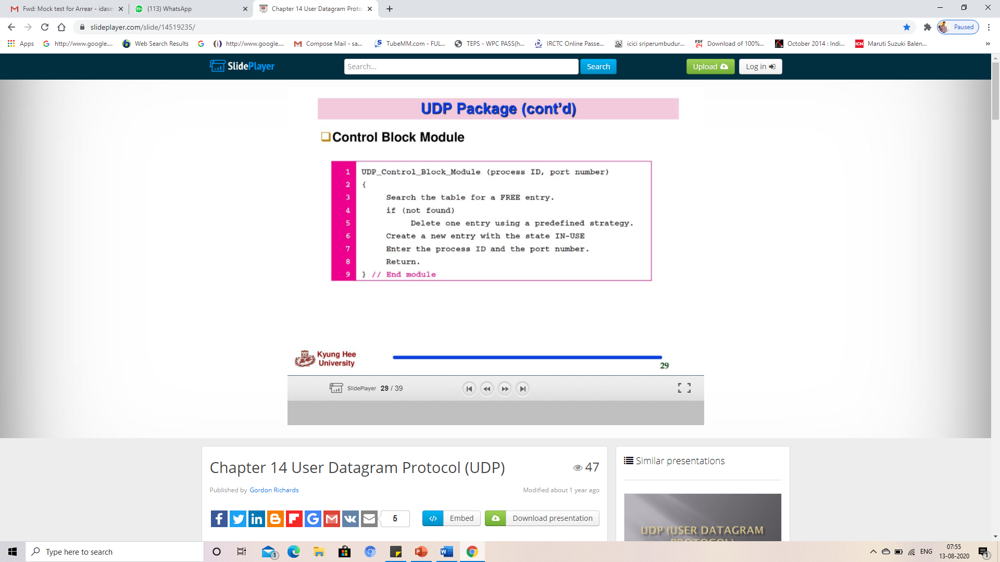 Fwd: Mock test for Arrear - idase
(113) WhatsApp
Chapter 14 User Datagram Proto
slideplayer.com/slide/14519235/
Paused
Apps
http://www.google....
Web Search Results
http://www.google....
Compose Mail - sa...
TubeMM.com - FUL...
TEPS - WPC PASS(h...
IRCTC Online Passe...
icici sriperumbudur...
Download of 100%...
October 2014 : Indi...
Maruti Suzuki Balen...
»
SlidePlayer
Search...
Search
Upload
Log in
UDP Package (cont'd)
Control Block Module
1 UDP_Control_Block_Module (process ID, port number)
2 {
3 Search the table for a FREE entry.
4 if (not found)
5 Delete one entry using a predefined strategy.
6 Create a new entry with the state IN-USE
7 Enter the process ID and the port number.
8 Return.
9 } // End module
Kyung Hee
University
29
SlidePlayer 29 / 39
Chapter 14 User Datagram Protocol (UDP)
47
Published by Gordon Richards
Modified about 1 year ago
5
Embed
Download presentation
Similar presentations
UDP (USER DATAGRAM
PROTOCOL)
Type here to search
1
ENG
07:55
13-08-2020
1